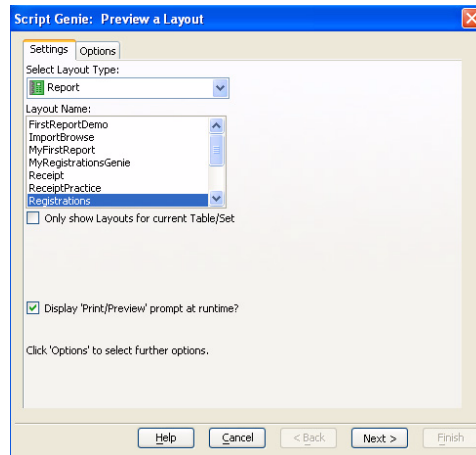 Script Genie:  Preview a Layout
Settings
Options
Select Layout Type:
Report
Layout Name:
FirstReportDemo
ImportBrowse
MyFirstReport
MyRegistrationsGenie
Receipt
ReceiptPractice
Registrations
Only show Layouts for current Table/Set
Display 'Print/Preview' prompt at runtime?
Click 'Options' to select further options.
Help
Cancel
< Back
Next >
Finish